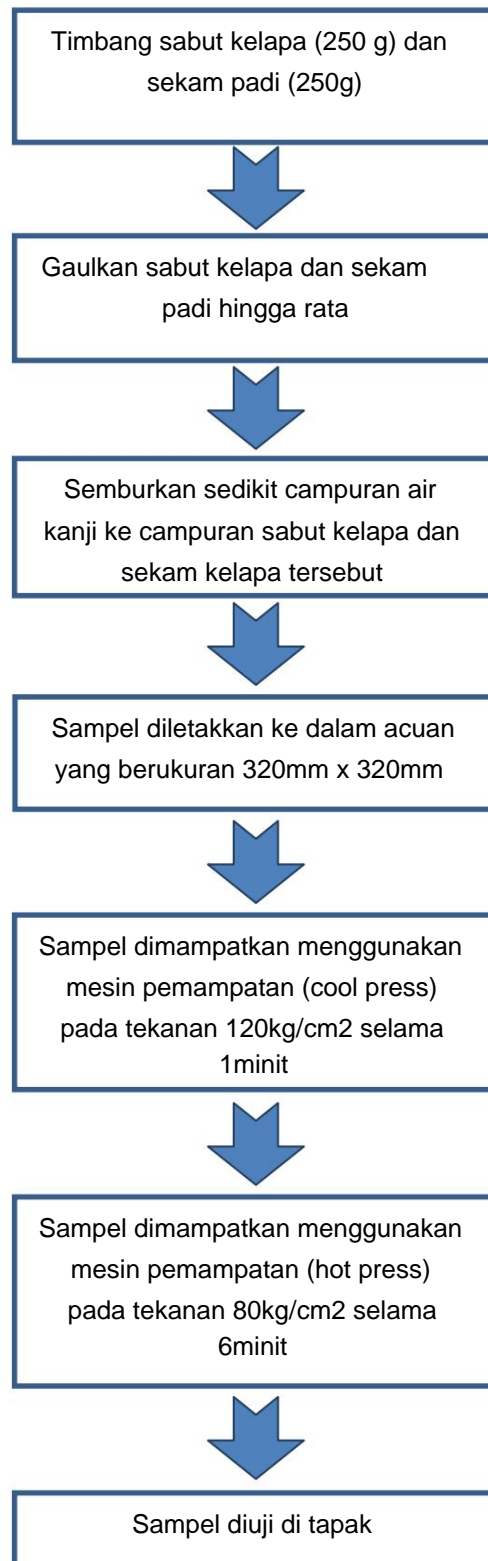 Timbang sabut kelapa (250 g) dan
sekam padi (250g)
Gaulkan sabut kelapa dan sekam
padi hingga rata
Semburkan sedikit campuran air
kanji ke campuran sabut kelapa dan
sekam kelapa tersebut
Sampel diletakkan ke dalam acuan
yang berukuran 320mm x 320mm
Sampel dimampatkan menggunakan
mesin pemampatan (cool press)
pada tekanan 120kg/cm2 selama
1minit
Sampel dimampatkan menggunakan
mesin pemampatan (hot press)
pada tekanan 80kg/cm2 selama
6minit
Sampel diuji di tapak